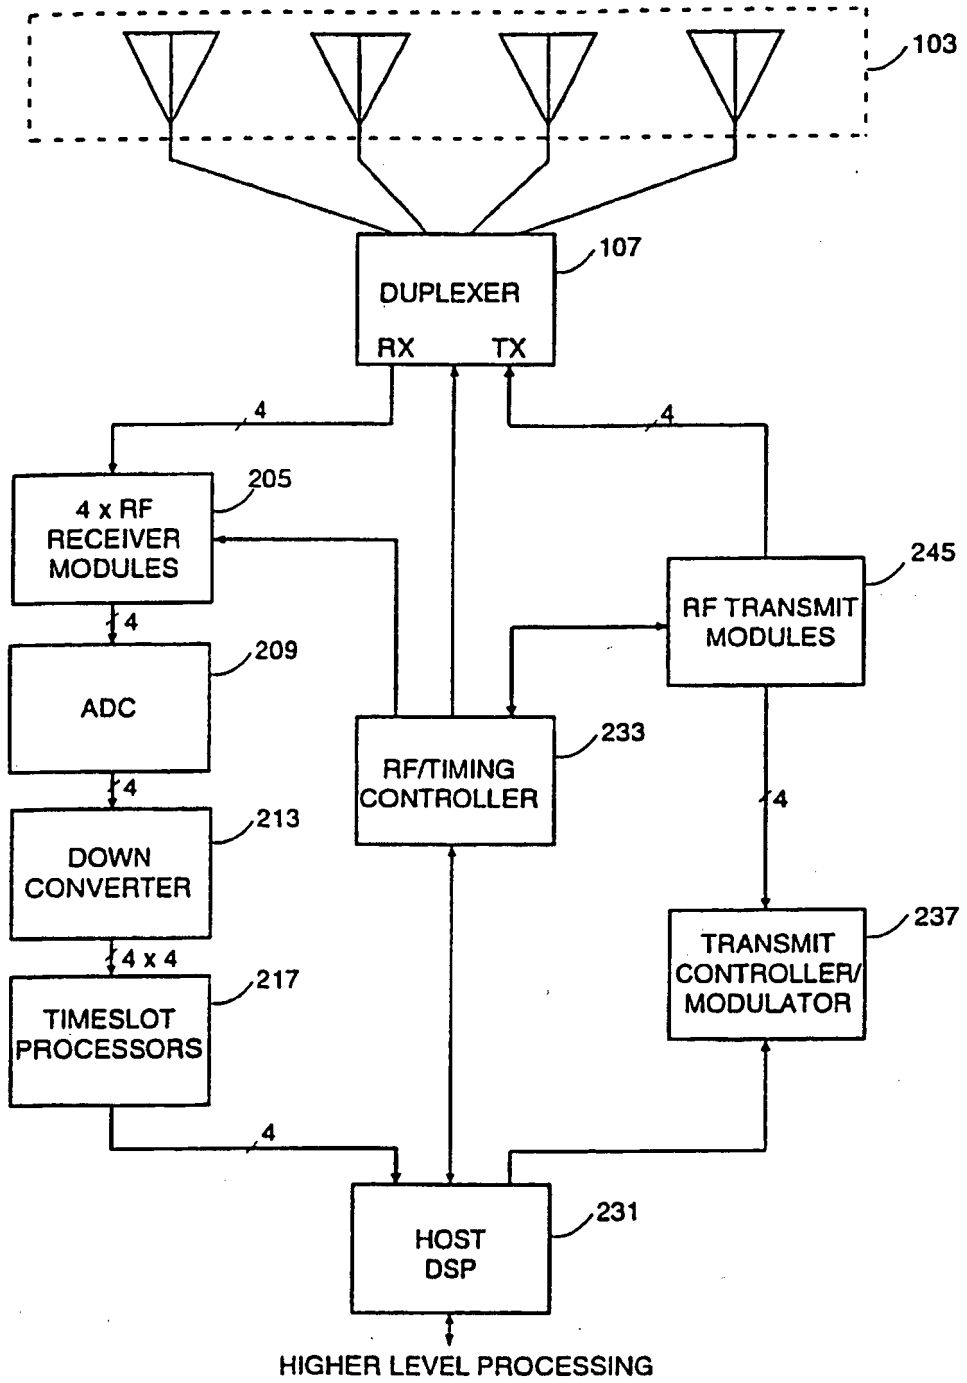 103
107
DUPLEXER
RX TX
4
4
205
4 x RF
RECEIVER
MODULES
245
RF TRANSMIT
MODULES
4
209
ADC
233
RF/TIMING
CONTROLLER
4
4
213
DOWN
CONVERTER
237
TRANSMIT
CONTROLLER/
MODULATOR
4 x 4
217
TIMESLOT
PROCESSORS
4
231
HOST
DSP
HIGHER LEVEL PROCESSING